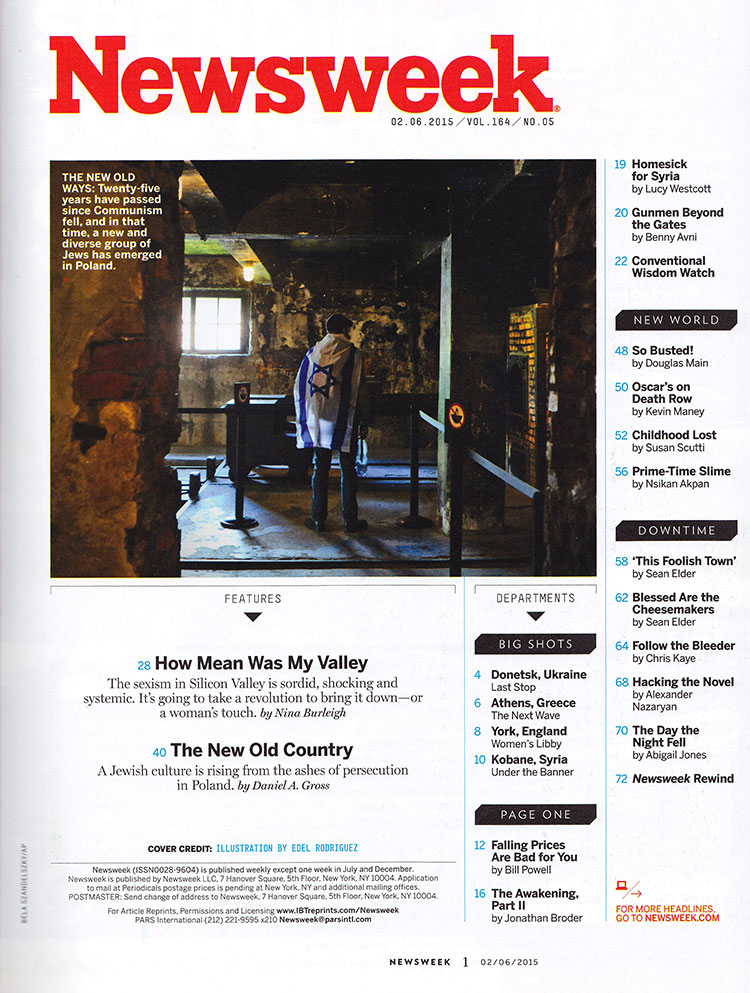 Newsweek®
02.06.2015/VOL.164/NO.05
THE NEW OLD
WAYS: Twenty-five
years have passed
since Communism
fell, and in that
time, a new and
diverse group of
Jews has emerged
in Poland.
FEATURES
28 How Mean Was My Valley
The sexism in Silicon Valley is sordid, shocking and
systemic. It's going to take a revolution to bring it down—or
a woman's touch. by Nina Burleigh
40 The New Old Country
A Jewish culture is rising from the ashes of persecution
in Poland. by Daniel A. Gross
COVER CREDIT: ILLUSTRATION BY EDEL RODRIGUEZ
Newsweek (ISSN0028-9604) is published weekly except one week in July and December.
Newsweek is published by Newsweek LLC, 7 Hanover Square, 5th Floor, New York, NY 10004. Application
to mail at Periodicals postage prices is pending at New York, NY and additional mailing offices.
POSTMASTER: Send change of address to Newsweek, 7 Hanover Square, 5th Floor, New York, NY 10004.
For Article Reprints, Permissions and Licensing www.IBTreprints.com/Newsweek
PARS International (212) 221-9595 x210 Newsweek@parsintl.com
BELA SZANDELSZKY/AP
DEPARTMENTS
BIG SHOTS
4 Donetsk, Ukraine
Last Stop
6 Athens, Greece
The Next Wave
8 York, England
Women's Libby
10 Kobane, Syria
Under the Banner
PAGE ONE
12 Falling Prices
Are Bad for You
by Bill Powell
16 The Awakening,
Part II
by Jonathan Broder
19 Homesick
for Syria
by Lucy Westcott
20 Gunmen Beyond
the Gates
by Benny Avni
22 Conventional
Wisdom Watch
NEW WORLD
48 So Busted!
by Douglas Main
50 Oscar's on
Death Row
by Kevin Maney
52 Childhood Lost
by Susan Scutti
56 Prime-Time Slime
by Nsikan Akpan
DOWNTIME
58 ‘This Foolish Town’
by Sean Elder
62 Blessed Are the
Cheesemakers
by Sean Elder
64 Follow the Bleeder
by Chris Kaye
68 Hacking the Novel
by Alexander
Nazaryan
70 The Day the
Night Fell
by Abigail Jones
72 Newsweek Rewind
FOR MORE HEADLINES,
GO TO NEWSWEEK.COM
NEWSWEEK 1 02/06/2015